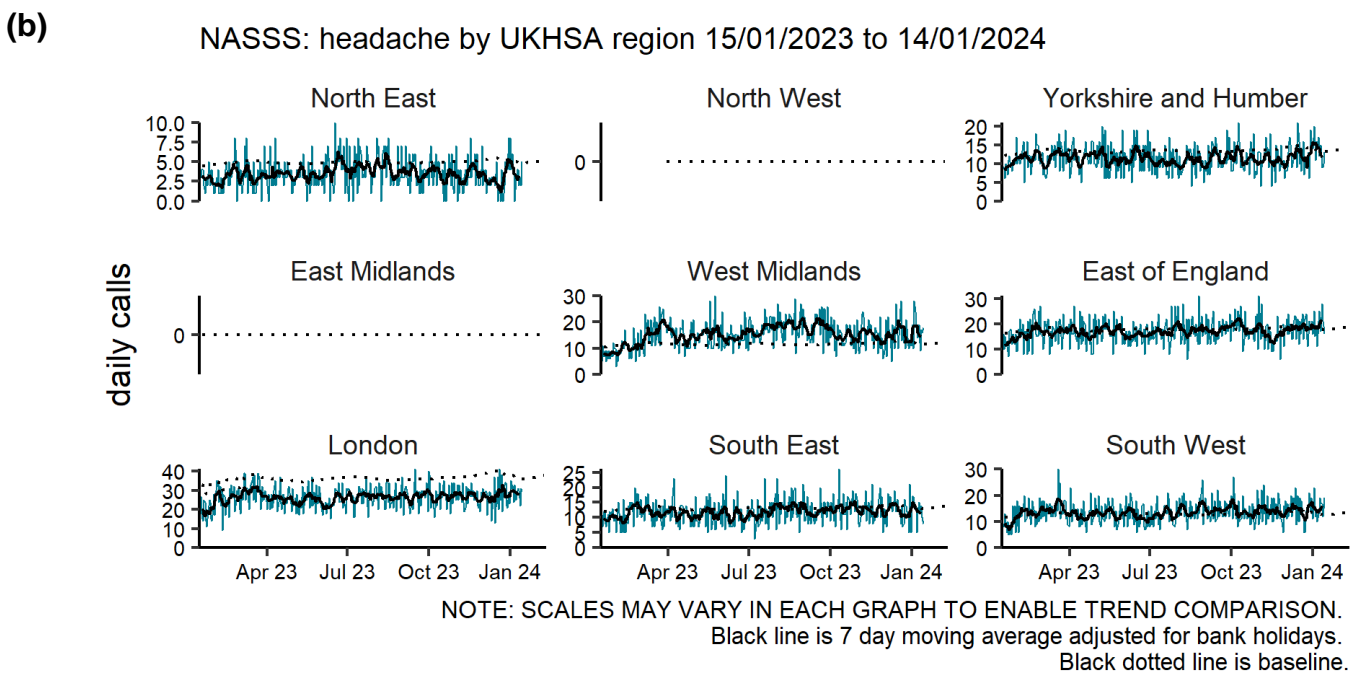 (b)
NASSS: headache by UKHSA region 15/01/2023 to 14/01/2024
North East
North West
Yorkshire and Humber
10.0
7.5
5.0
2.5
0.0
0
20
15
10
5
0
daily calls
East Midlands
West Midlands
East of England
0
30
20
10
0
30
20
10
0
London
South East
South West
40
30
20
10
0
25
20
15
10
5
0
30
20
10
0
Apr 23 Jul 23 Oct 23 Jan 24
Apr 23 Jul 23 Oct 23 Jan 24
Apr 23 Jul 23 Oct 23 Jan 24
NOTE: SCALES MAY VARY IN EACH GRAPH TO ENABLE TREND COMPARISON.
Black line is 7 day moving average adjusted for bank holidays.
Black dotted line is baseline.